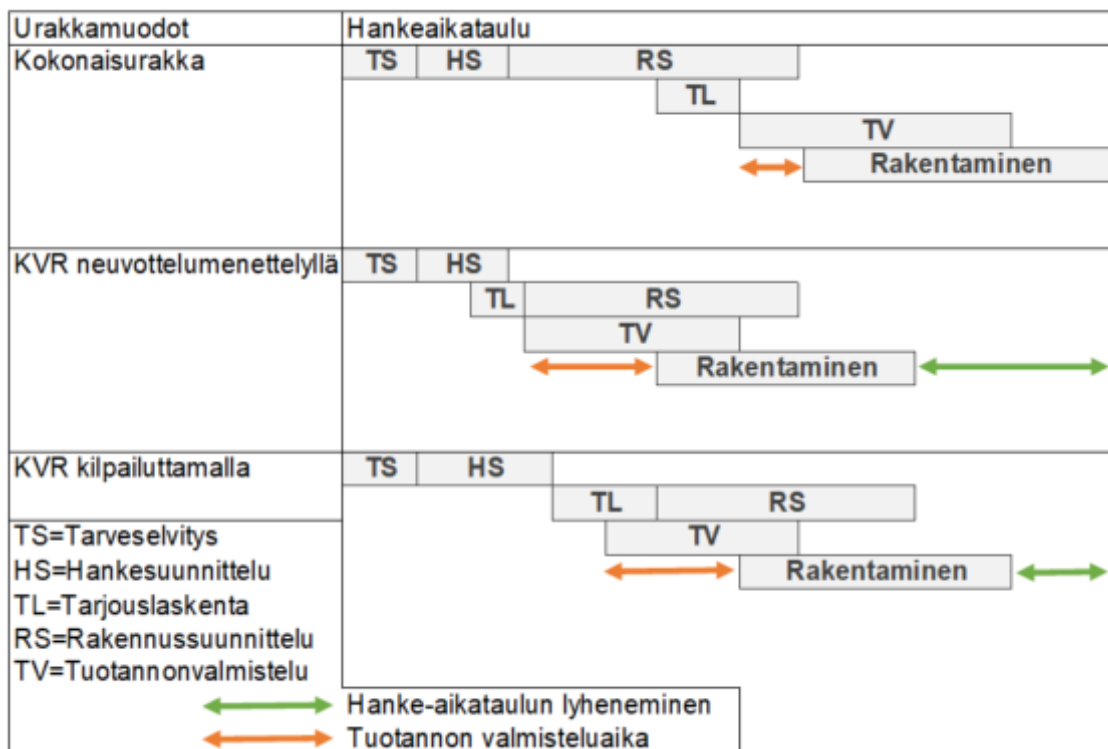 Urakkamuodot Hankeaikataulu
Kokonaisurakka TS HS RS
TL
TV
Rakentaminen
KVR neuvottelumenettelyllä TS HS
TL RS
TV
Rakentaminen
KVR kilpailuttamalla TS HS
TL RS
TS=Tarveselvitys TV
HS=Hankesuunnittelu Rakentaminen
TL=Tarjouslaskenta
RS=Rakennussuunnittelu
TV=Tuotannonvalmistelu
Hanke-aikataulun lyheneminen
Tuotannon valmisteluaika